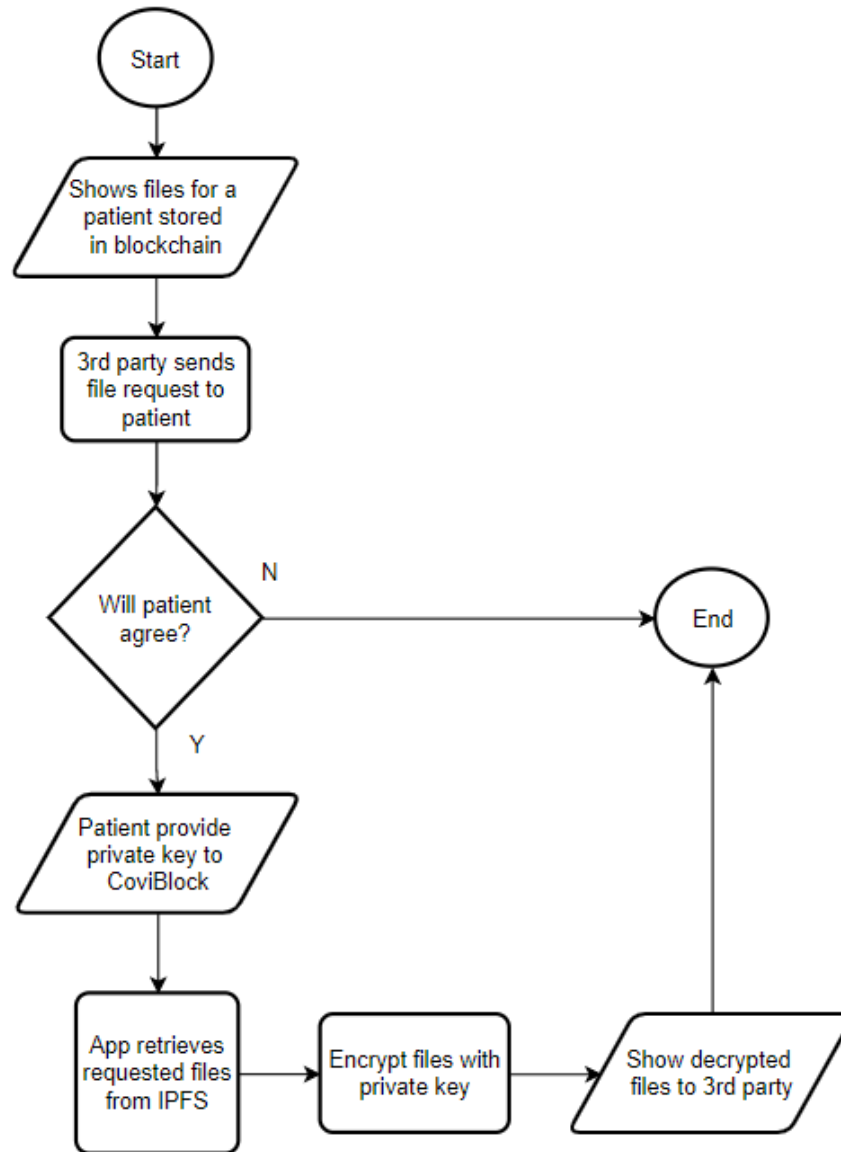 Start
Shows files for a
patient stored
in blockchain
3rd party sends
file request to
patient
Will patient
agree?
N
End
Y
Patient provide
private key to
CoviBlock
App retrieves
requested files
from IPFS
Encrypt files with
private key
Show decrypted
files to 3rd party